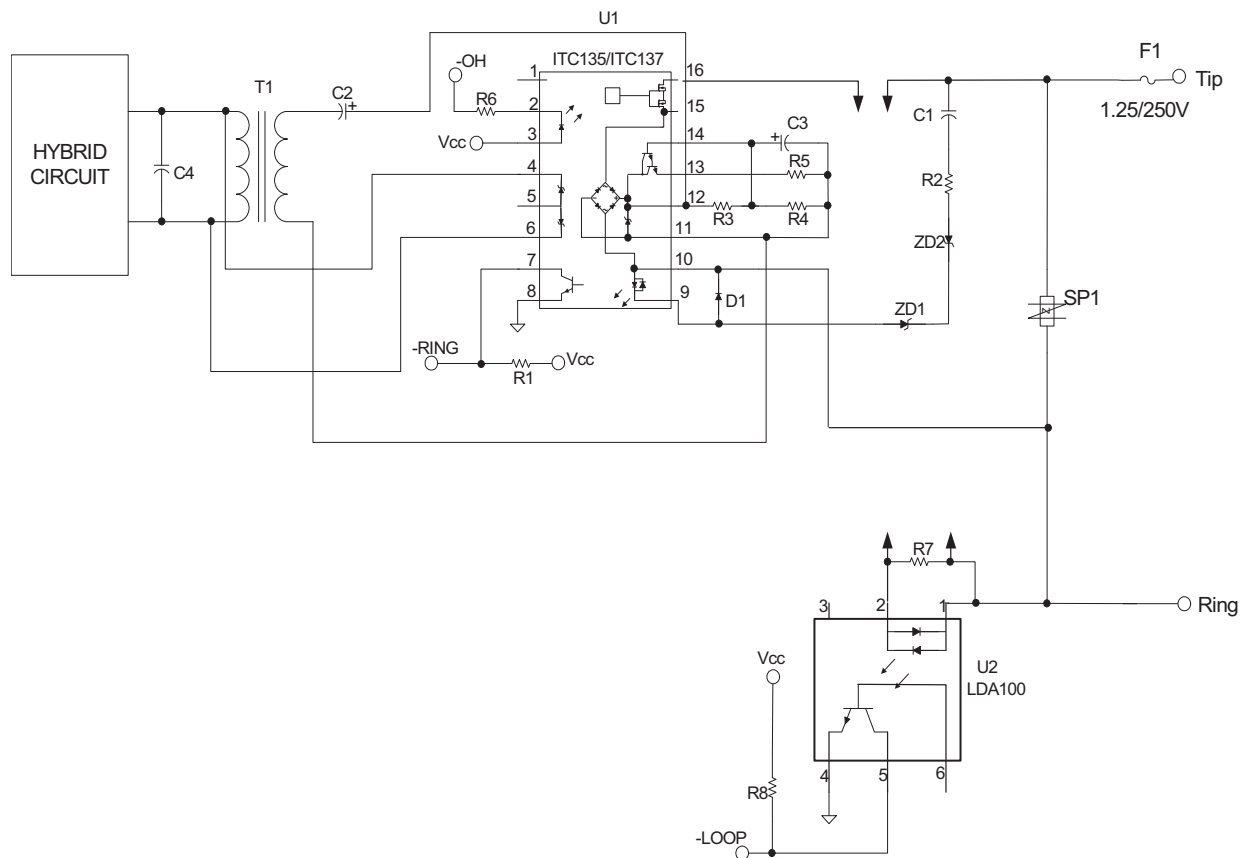 U1
ITC135/ITC137
F1
Tip
1.25/250V
-OH
R6
Vcc
T1
C2
+
HYBRID
CIRCUIT
C4
1
2
3
4
5
6
7
8
16
15
14
13
12
11
10
9
+
C3
R5
R3
R4
C1
R2
ZD2
D1
ZD1
SP1
-RING
R1
Vcc
R7
3
2
1
Ring
U2
LDA100
Vcc
4
5
6
R8
-LOOP